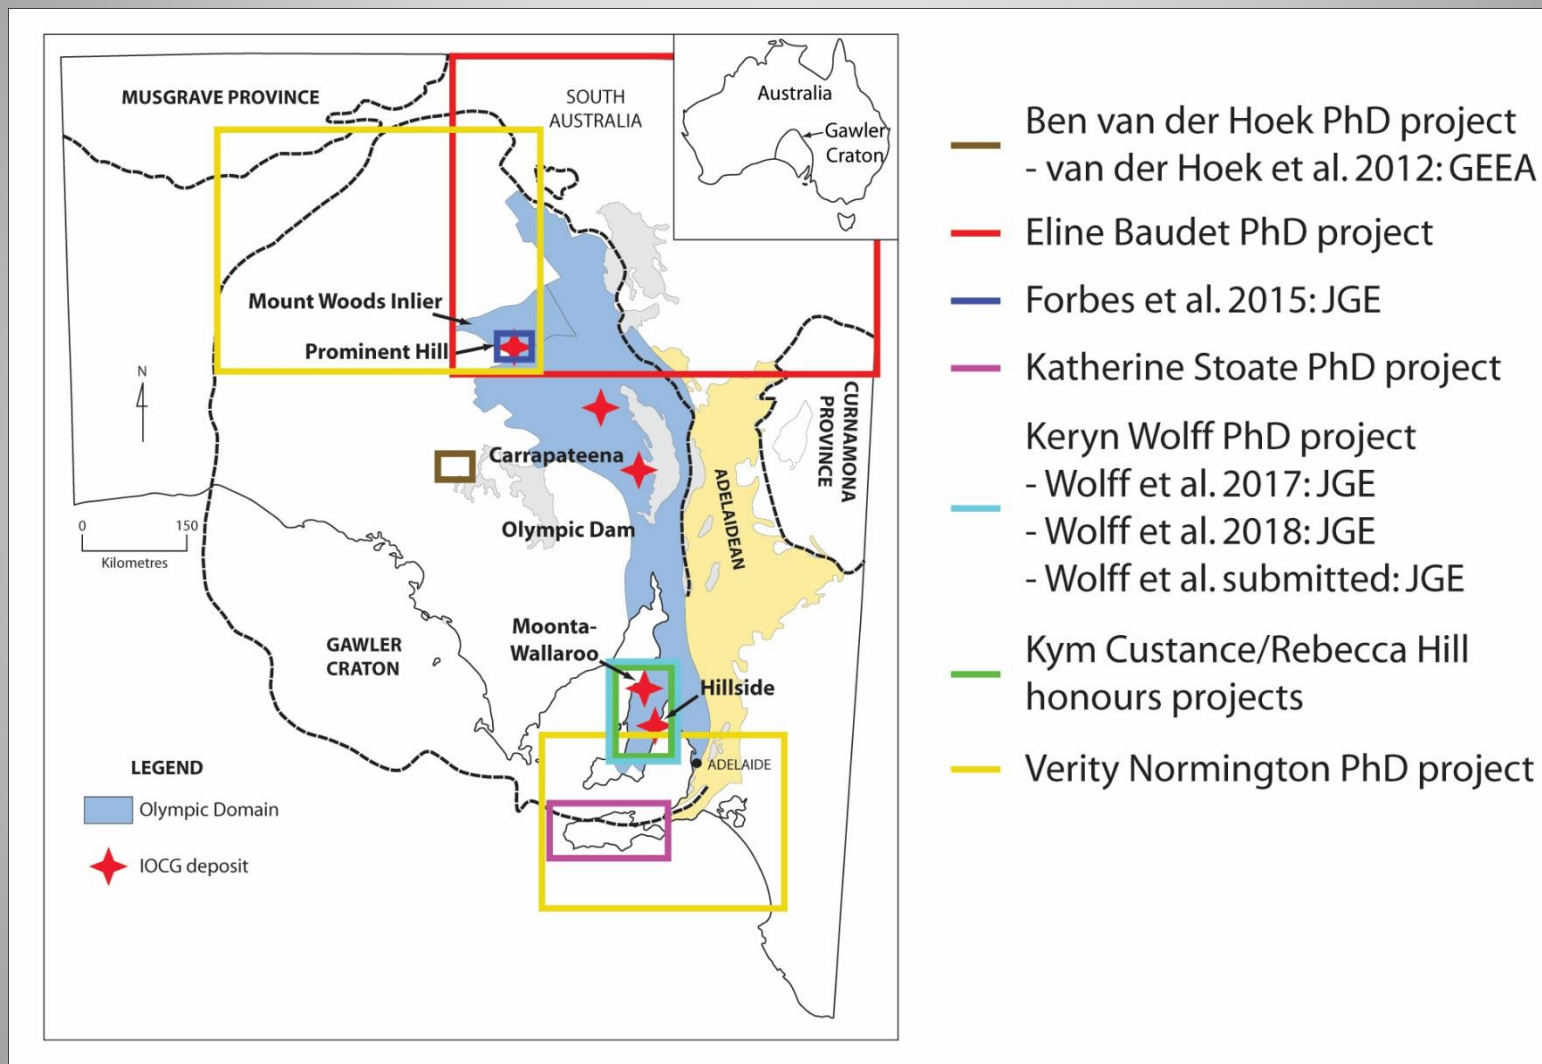 MUSGRAVE PROVINCE
SOUTH
AUSTRALIA
Australia
Gawler
Craton
Mount Woods Inlier
Prominent Hill
N
CURNAMONA
PROVINCE
Carrapateena
ADELAIDEAN
0 150
Kilometres
Olympic Dam
Moonta-
Wallaroo
GAWLER
CRATON
Hillside
ADELAIDE
LEGEND
Olympic Domain
IOCG deposit
Ben van der Hoek PhD project
- van der Hoek et al. 2012: GEEA
Eline Baudet PhD project
Forbes et al. 2015: JGE
Katherine Stoate PhD project
Keryn Wolff PhD project
- Wolff et al. 2017: JGE
- Wolff et al. 2018: JGE
- Wolff et al. submitted: JGE
Kym Custance/Rebecca Hill
honours projects
Verity Normington PhD project